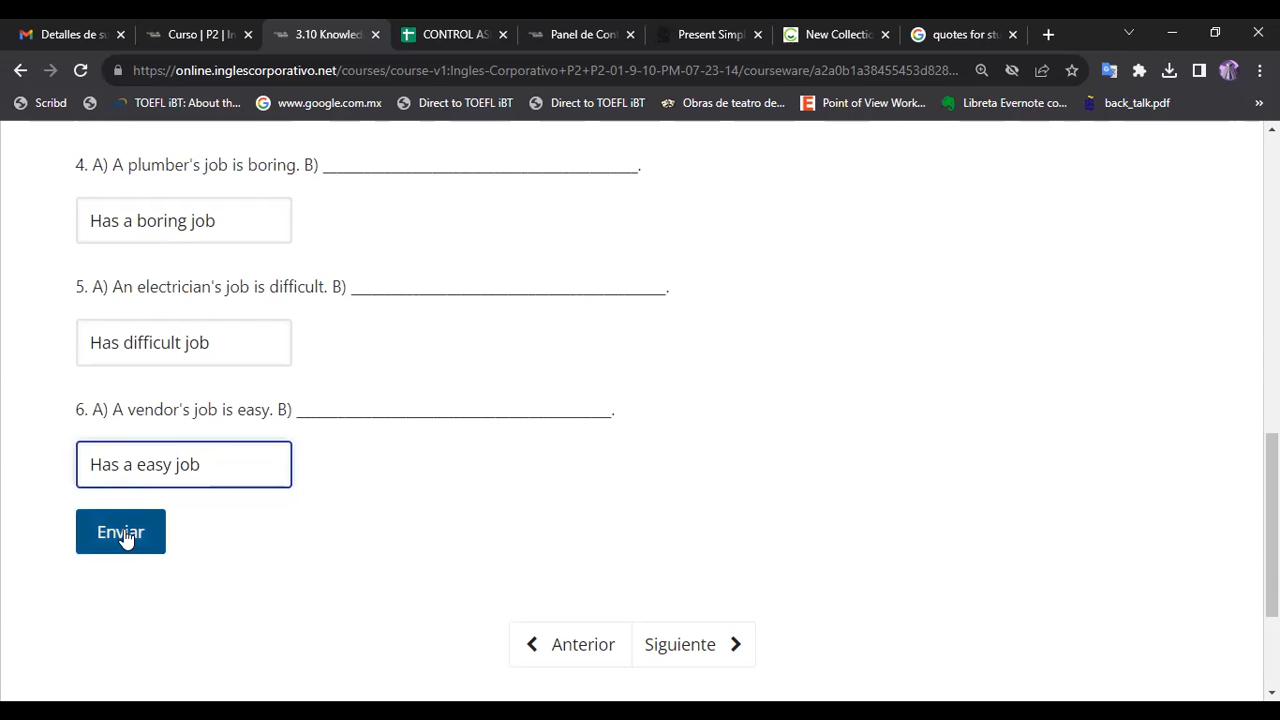 Detalles de su
Curso | P2 | In
3.10 Knowled
CONTROL AS
Panel de Cont
Present Simpl
New Collectio
quotes for stu
https://online.inglescorporativo.net/courses/course-v1:Ingles-Corporativo+P2+P2-01-9-10-PM-07-23-14/courseware/a2a0b1a38455453d828...
Scribd
TOEFL iBT: About th...
www.google.com.mx
Direct to TOEFL iBT
Direct to TOEFL iBT
Obras de teatro de...
Point of View Work...
Libreta Evernote co...
back_talk.pdf
»
4. A) A plumber's job is boring. B) ___________________________________.
Has a boring job
5. A) An electrician's job is difficult. B) ___________________________________.
Has difficult job
6. A) A vendor's job is easy. B) ___________________________________.
Has a easy job
Enviar
Anterior
Siguiente